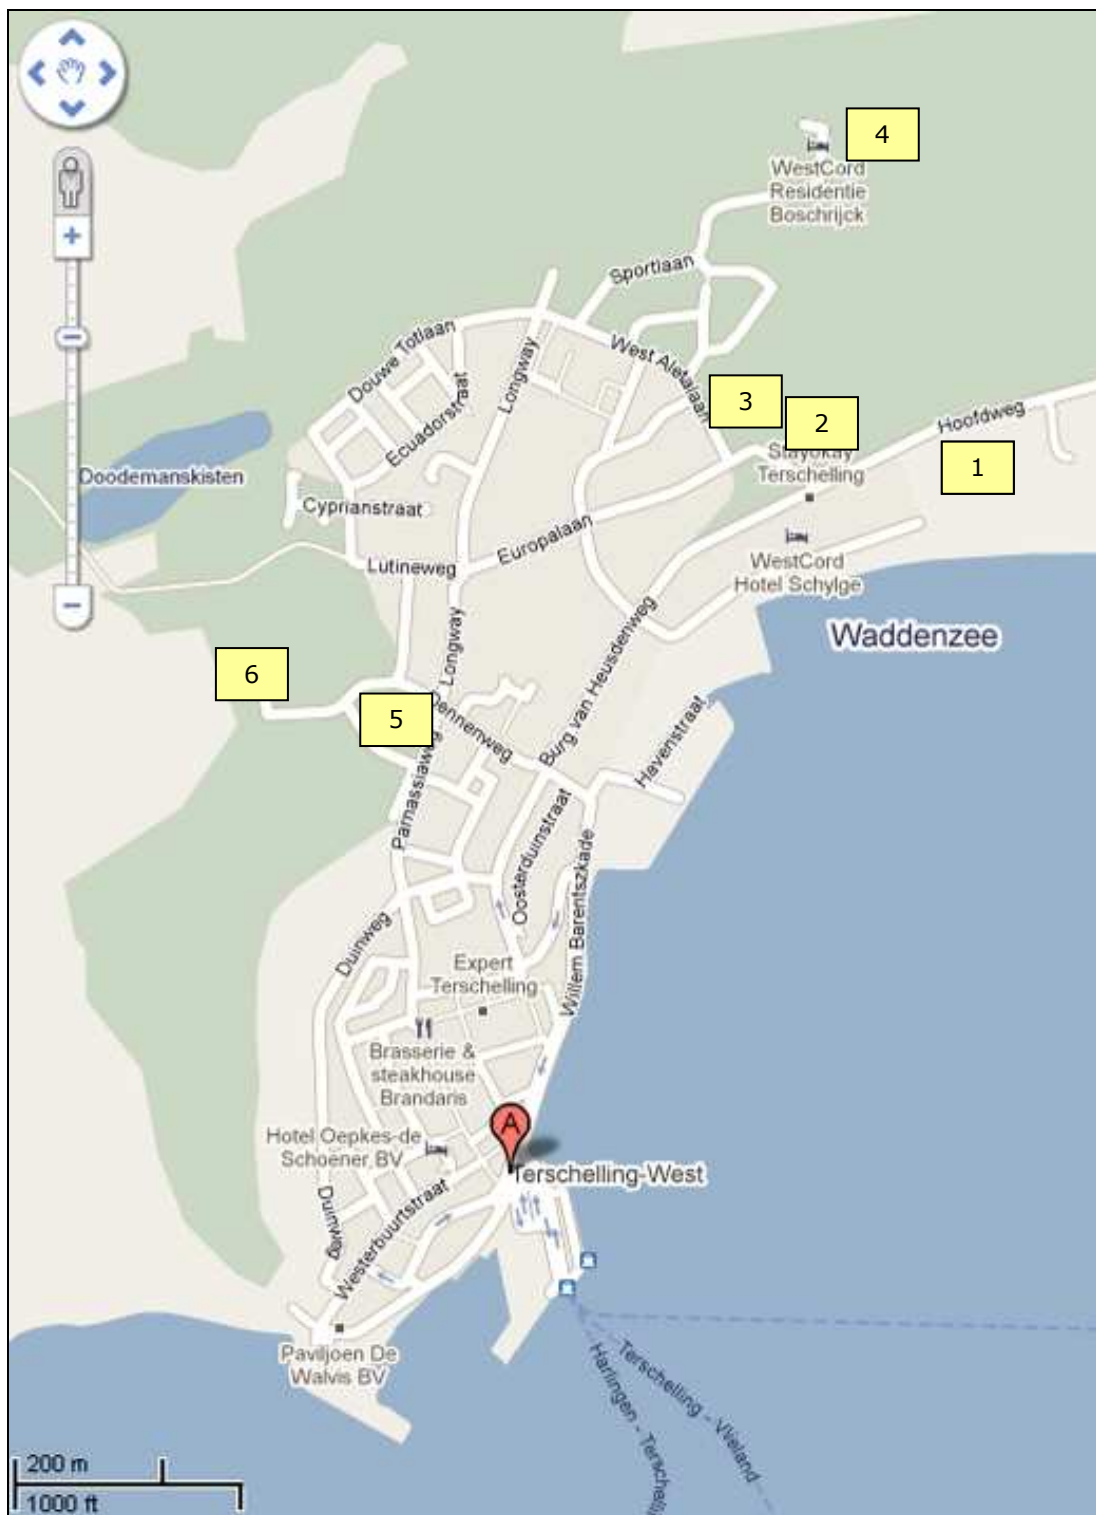 4
WestCord
Residentie
Boschrijck
Sportlaan
Douwe Totlaan
West Aletalaan
Longway
Ecuadorstraat
3
2
Hoofdweg
1
Stayokay
Terschelling
Doodemanskisten
Cyprianstraat
Europalaan
Lutineweg
WestCord
Hotel Schylge
Waddenzee
Longway
Burg van Heusdenweg
6
5
Dennenweg
Havenstraat
Parnassiaweg
Oosterduinstraat
Willem Barentszkade
Duinweg
Expert
Terschelling
Brasserie &
steakhouse
Brandaris
A
Hotel Oepkes-de
Schoener BV
Terschelling-West
Duinweg
Westerbuurtstraat
Paviljoen De
Walvis BV
Terschelling - Vlieland
Harlingen - Terschelli
200 m
1000 ft